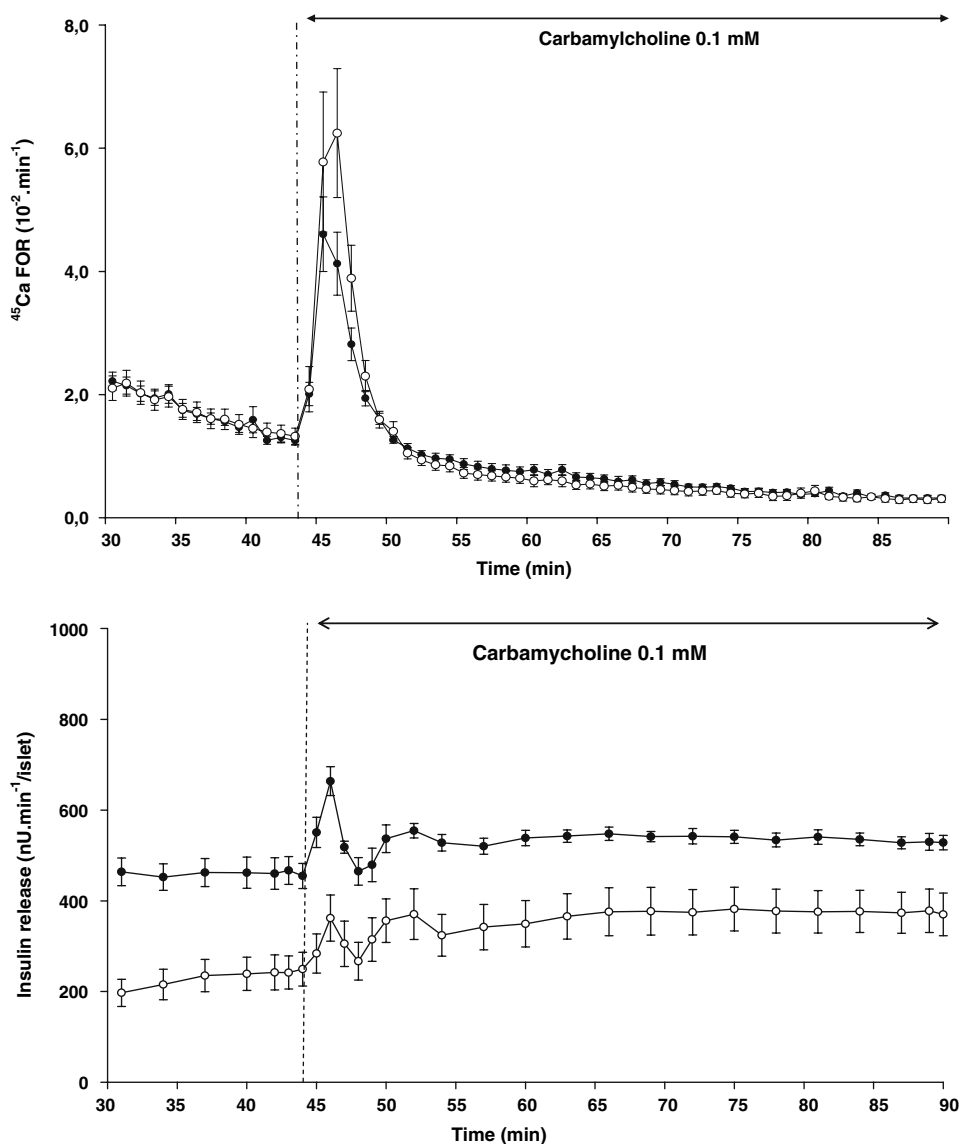 Carbamylcholine 0.1 mM
8,0
6,0
4,0
2,0
0,0
⁴⁵Ca FOR (10⁻².min⁻¹)
30 35 40 45 50 55 60 65 70 75 80 85
Time (min)
Carbamycholine 0.1 mM
1000
800
600
400
200
0
Insulin release (nU.min⁻¹/islet)
30 35 40 45 50 55 60 65 70 75 80 85 90
Time (min)